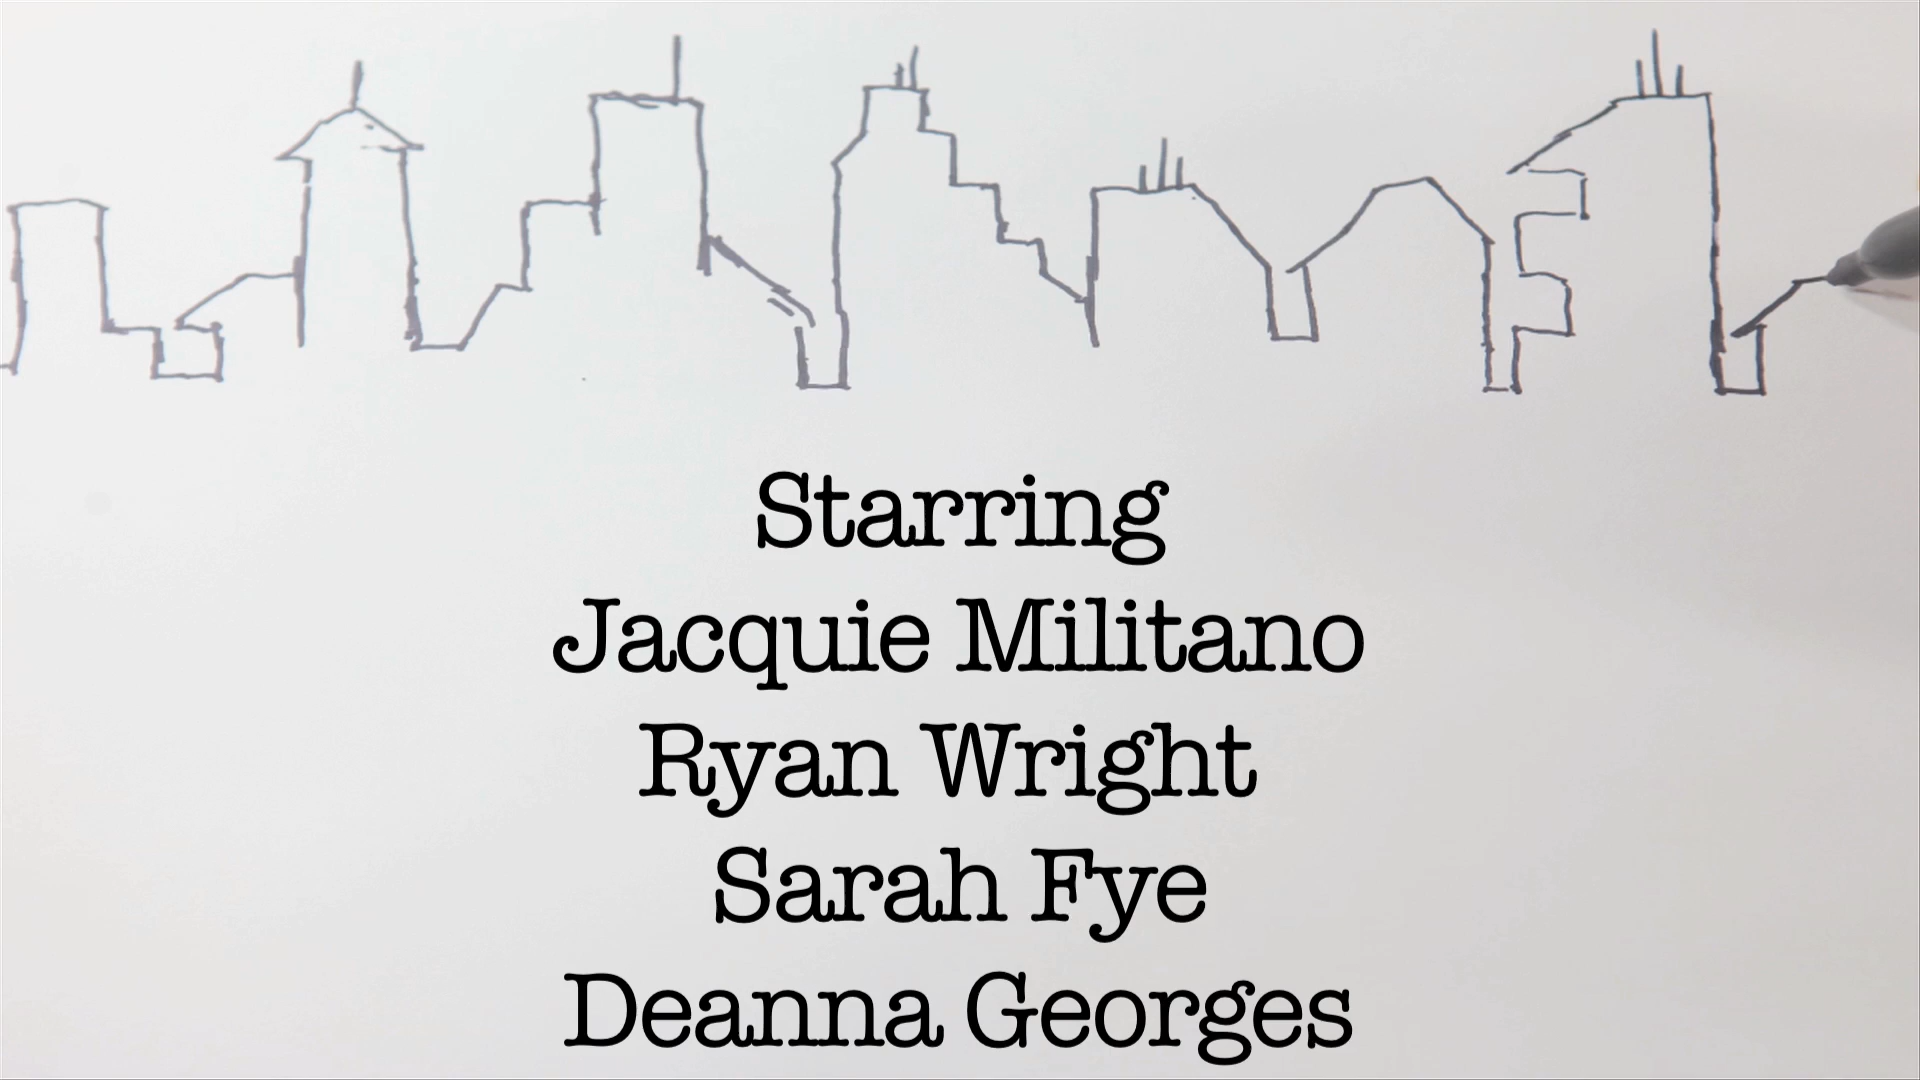 Starring
Jacquie Militano
Ryan Wright
Sarah Fye
Deanna Georges